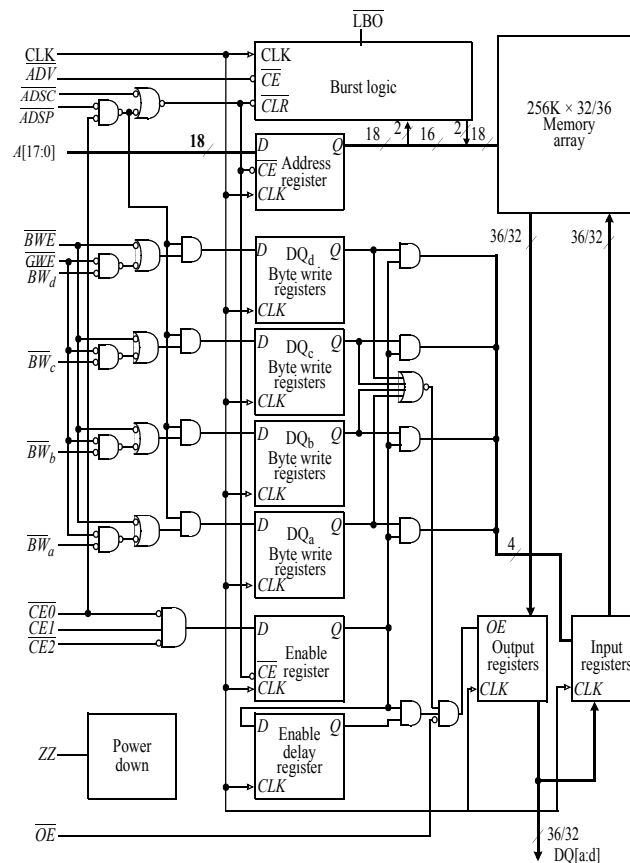 LBO
CLK
ADV
ADSC
ADSP
A[17:0]
CLK
CE
CLR
Burst logic
18
D Q
Address
register
CE
CLK
18
2
16
2
18
256K × 32/36
Memory
array
36/32
36/32
BWE
GWE
BWd
D DQd Q
Byte write
registers
CLK
BWc
D DQc Q
Byte write
registers
CLK
BWb
D DQb Q
Byte write
registers
CLK
BWa
D DQa Q
Byte write
registers
CLK
4
CE0
CE1
CE2
D Q
Enable
register
CE
CLK
OE
Output
registers
CLK
Input
registers
CLK
D Q
Enable
delay
register
CLK
ZZ
Power
down
OE
36/32
DQ[a:d]